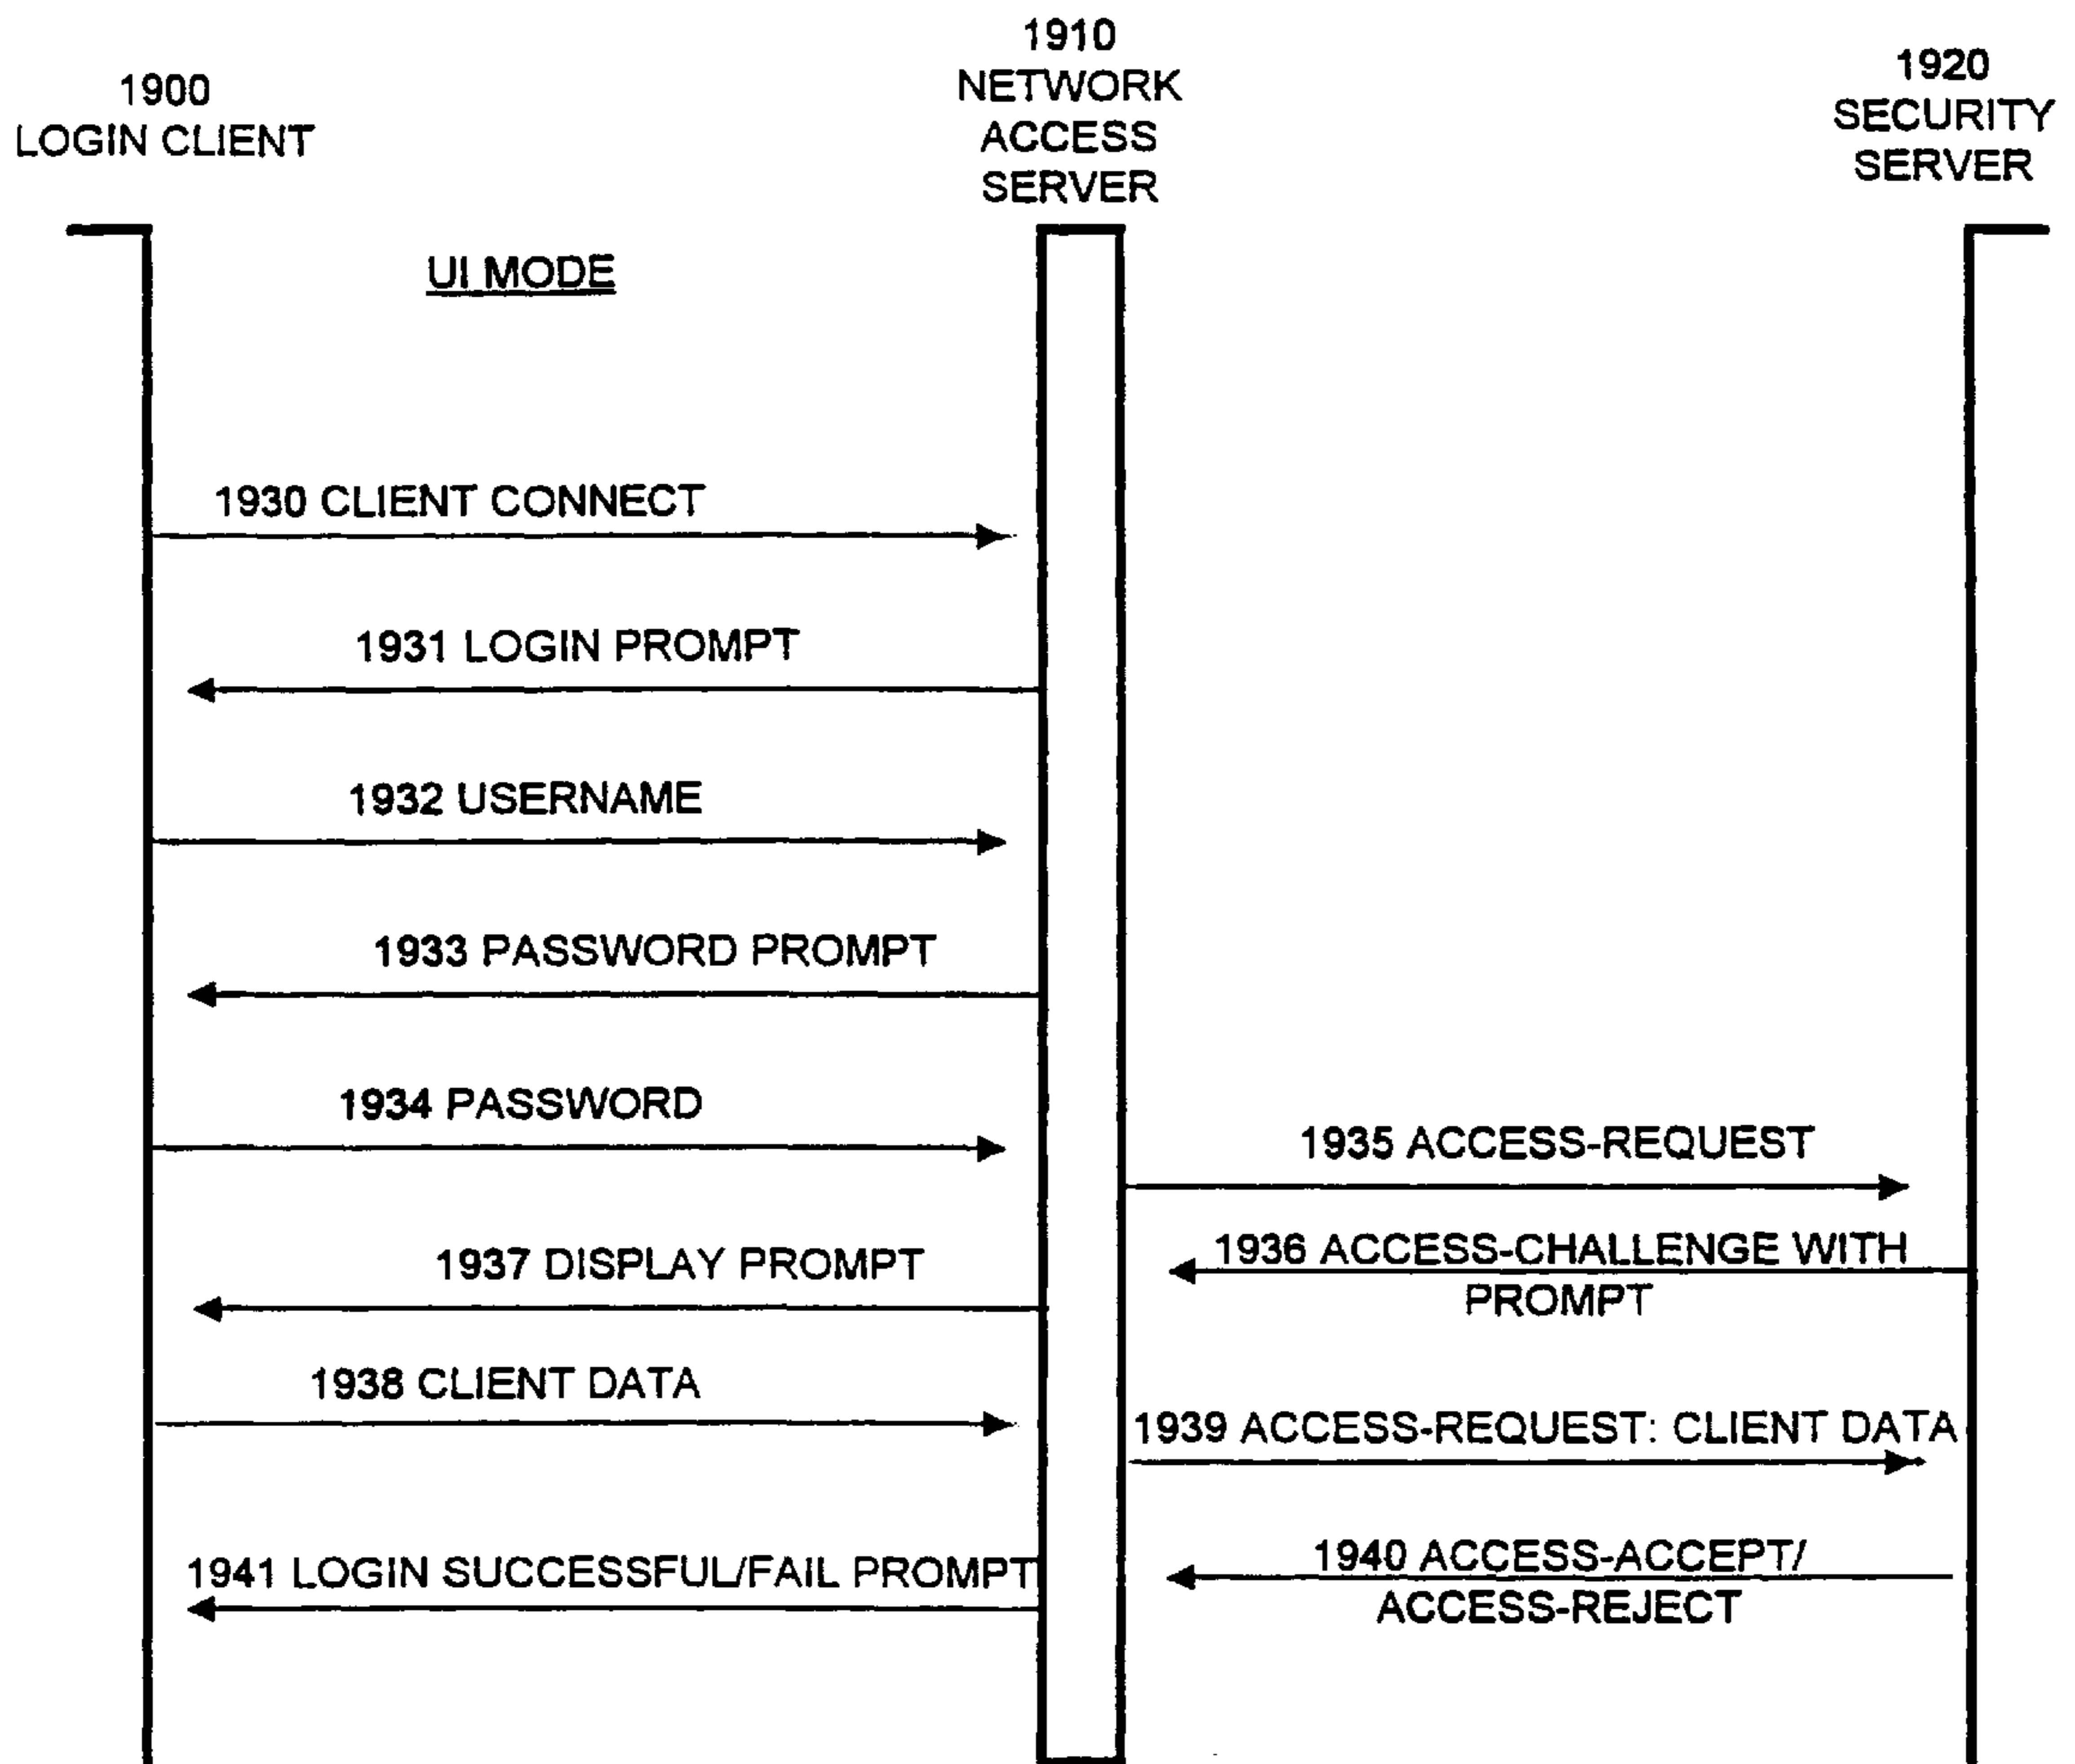 1900
LOGIN CLIENT
1910
NETWORK
ACCESS
SERVER
1920
SECURITY
SERVER
UI MODE
1930 CLIENT CONNECT
1931 LOGIN PROMPT
1932 USERNAME
1933 PASSWORD PROMPT
1934 PASSWORD
1935 ACCESS-REQUEST
1936 ACCESS-CHALLENGE WITH
PROMPT
1937 DISPLAY PROMPT
1938 CLIENT DATA
1939 ACCESS-REQUEST: CLIENT DATA
1940 ACCESS-ACCEPT/
ACCESS-REJECT
1941 LOGIN SUCCESSFUL/FAIL PROMPT